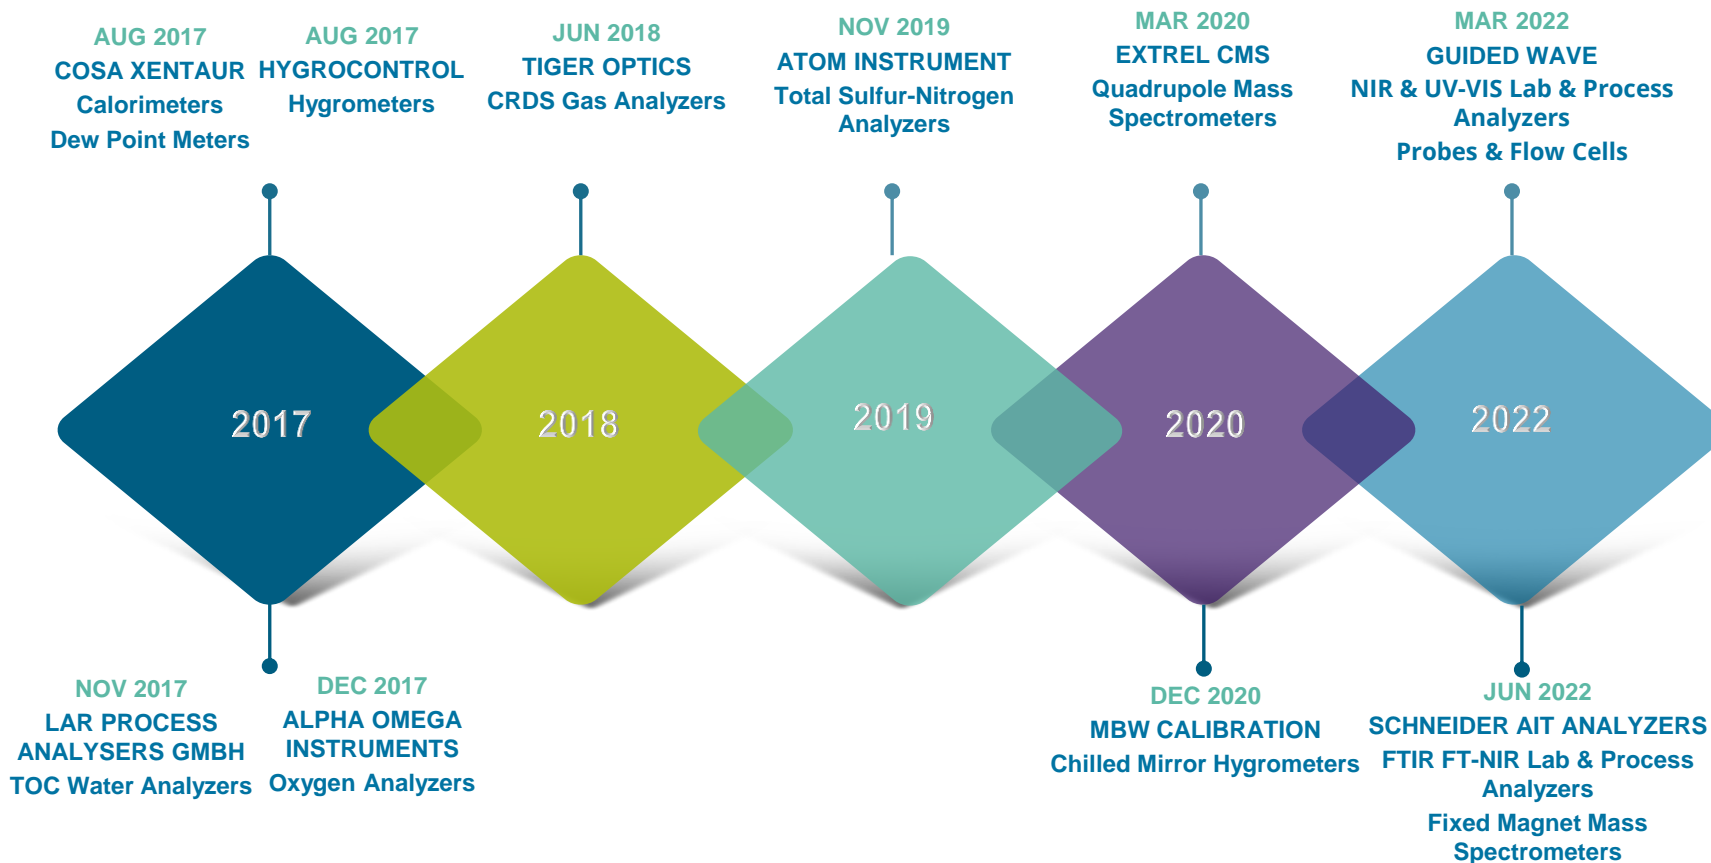 AUG 2017
COSA XENTAUR
Calorimeters
Dew Point Meters
AUG 2017
HYGROCONTROL
Hygrometers
JUN 2018
TIGER OPTICS
CRDS Gas Analyzers
NOV 2019
ATOM INSTRUMENT
Total Sulfur-Nitrogen
Analyzers
MAR 2020
EXTREL CMS
Quadrupole Mass
Spectrometers
MAR 2022
GUIDED WAVE
NIR & UV-VIS Lab & Process
Analyzers
Probes & Flow Cells
2017
2018
2019
2020
2022
NOV 2017
LAR PROCESS
ANALYSERS GMBH
TOC Water Analyzers
DEC 2017
ALPHA OMEGA
INSTRUMENTS
Oxygen Analyzers
DEC 2020
MBW CALIBRATION
Chilled Mirror Hygrometers
JUN 2022
SCHNEIDER AIT ANALYZERS
FTIR FT-NIR Lab & Process
Analyzers
Fixed Magnet Mass
Spectrometers